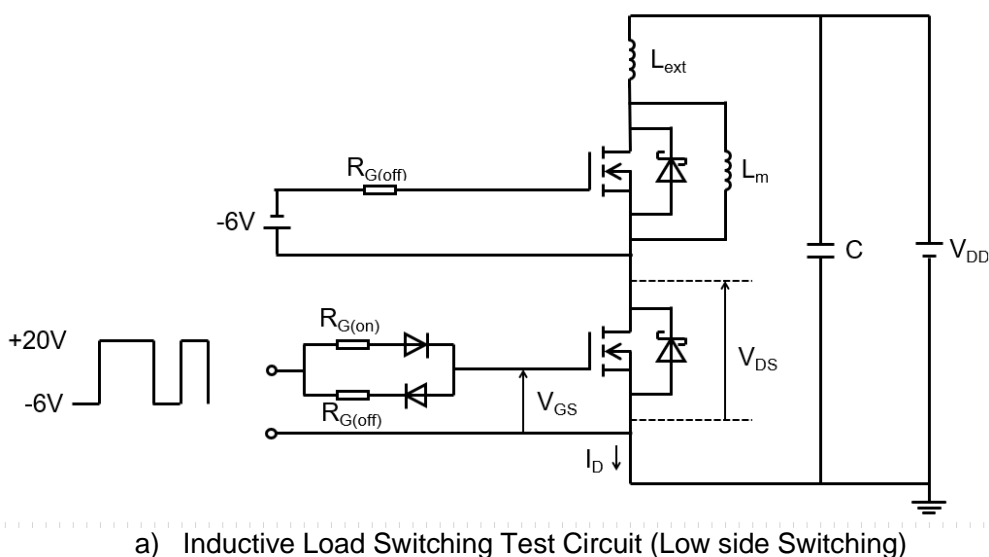 L_ext
R_G(off)
L_m
-6V
C
V_DD
R_G(on)
+20V
V_DS
-6V
V_GS
R_G(off)
I_D
a) Inductive Load Switching Test Circuit (Low side Switching)